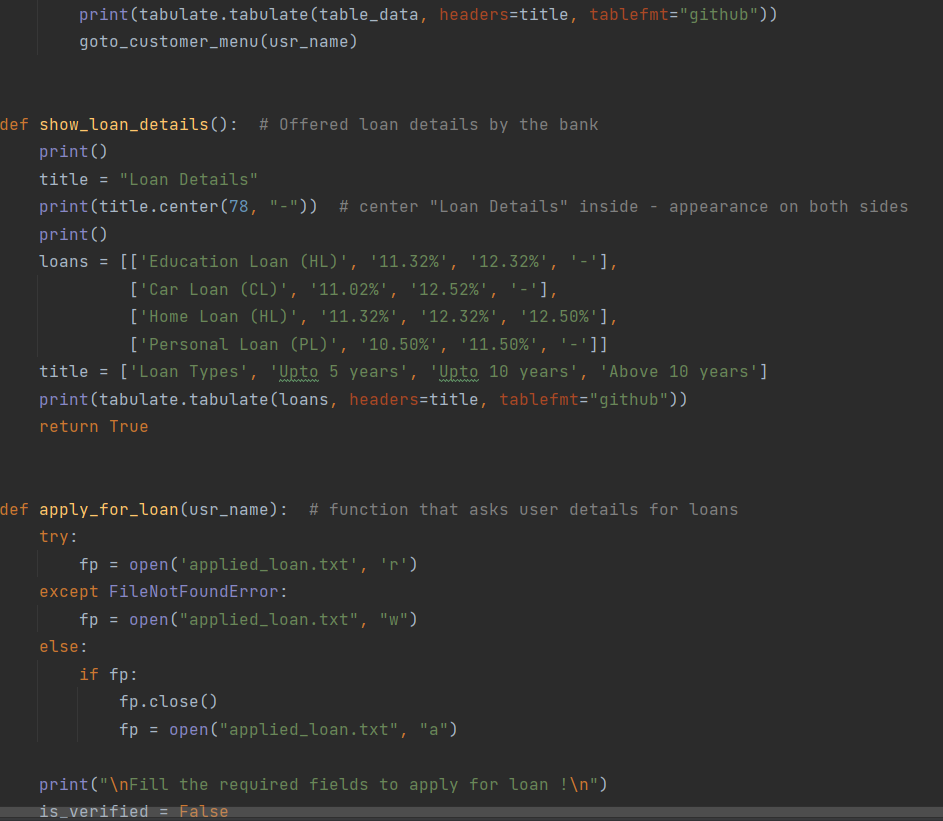 print(tabulate.tabulate(table_data, headers=title, tablefmt="github"))
goto_customer_menu(usr_name)
def show_loan_details():  # Offered loan details by the bank
print()
title = "Loan Details"
print(title.center(78, "-"))  # center "Loan Details" inside - appearance on both sides
print()
loans = [['Education Loan (HL)', '11.32%', '12.32%', '-'],
['Car Loan (CL)', '11.02%', '12.52%', '-'],
['Home Loan (HL)', '11.32%', '12.32%', '12.50%'],
['Personal Loan (PL)', '10.50%', '11.50%', '-']]
title = ['Loan Types', 'Upto 5 years', 'Upto 10 years', 'Above 10 years']
print(tabulate.tabulate(loans, headers=title, tablefmt="github"))
return True
def apply_for_loan(usr_name):  # function that asks user details for loans
try:
fp = open('applied_loan.txt', 'r')
except FileNotFoundError:
fp = open("applied_loan.txt", "w")
else:
if fp:
fp.close()
fp = open("applied_loan.txt", "a")
print("\nFill the required fields to apply for loan !\n")
is_verified = False